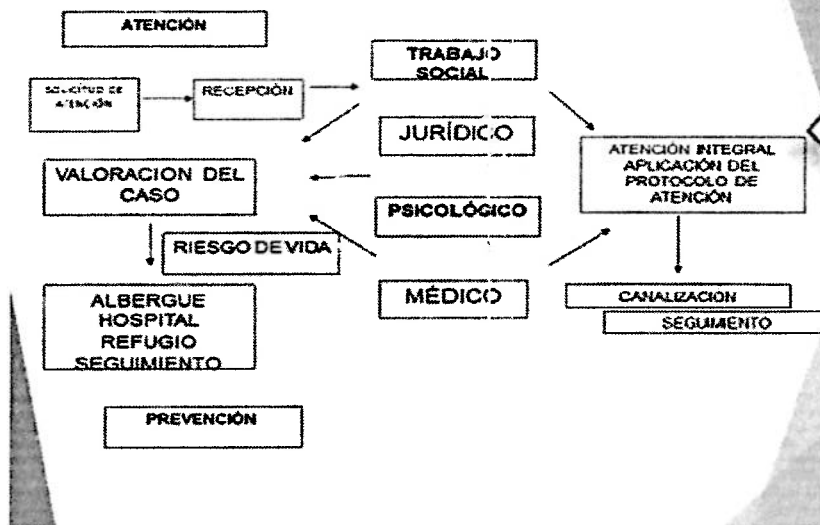 ATENCIÓN
SOLICITUD DE
ATENCIÓN
RECEPCIÓN
TRABAJO
SOCIAL
JURÍDICO
PSICOLÓGICO
MÉDICO
VALORACION DEL
CASO
RIESGO DE VIDA
ALBERGUE
HOSPITAL
REFUGIO
SEGUIMIENTO
ATENCIÓN INTEGRAL
APLICACIÓN DEL
PROTOCOLO DE
ATENCIÓN
CANALIZACIÓN
SEGUIMIENTO
PREVENCIÓN